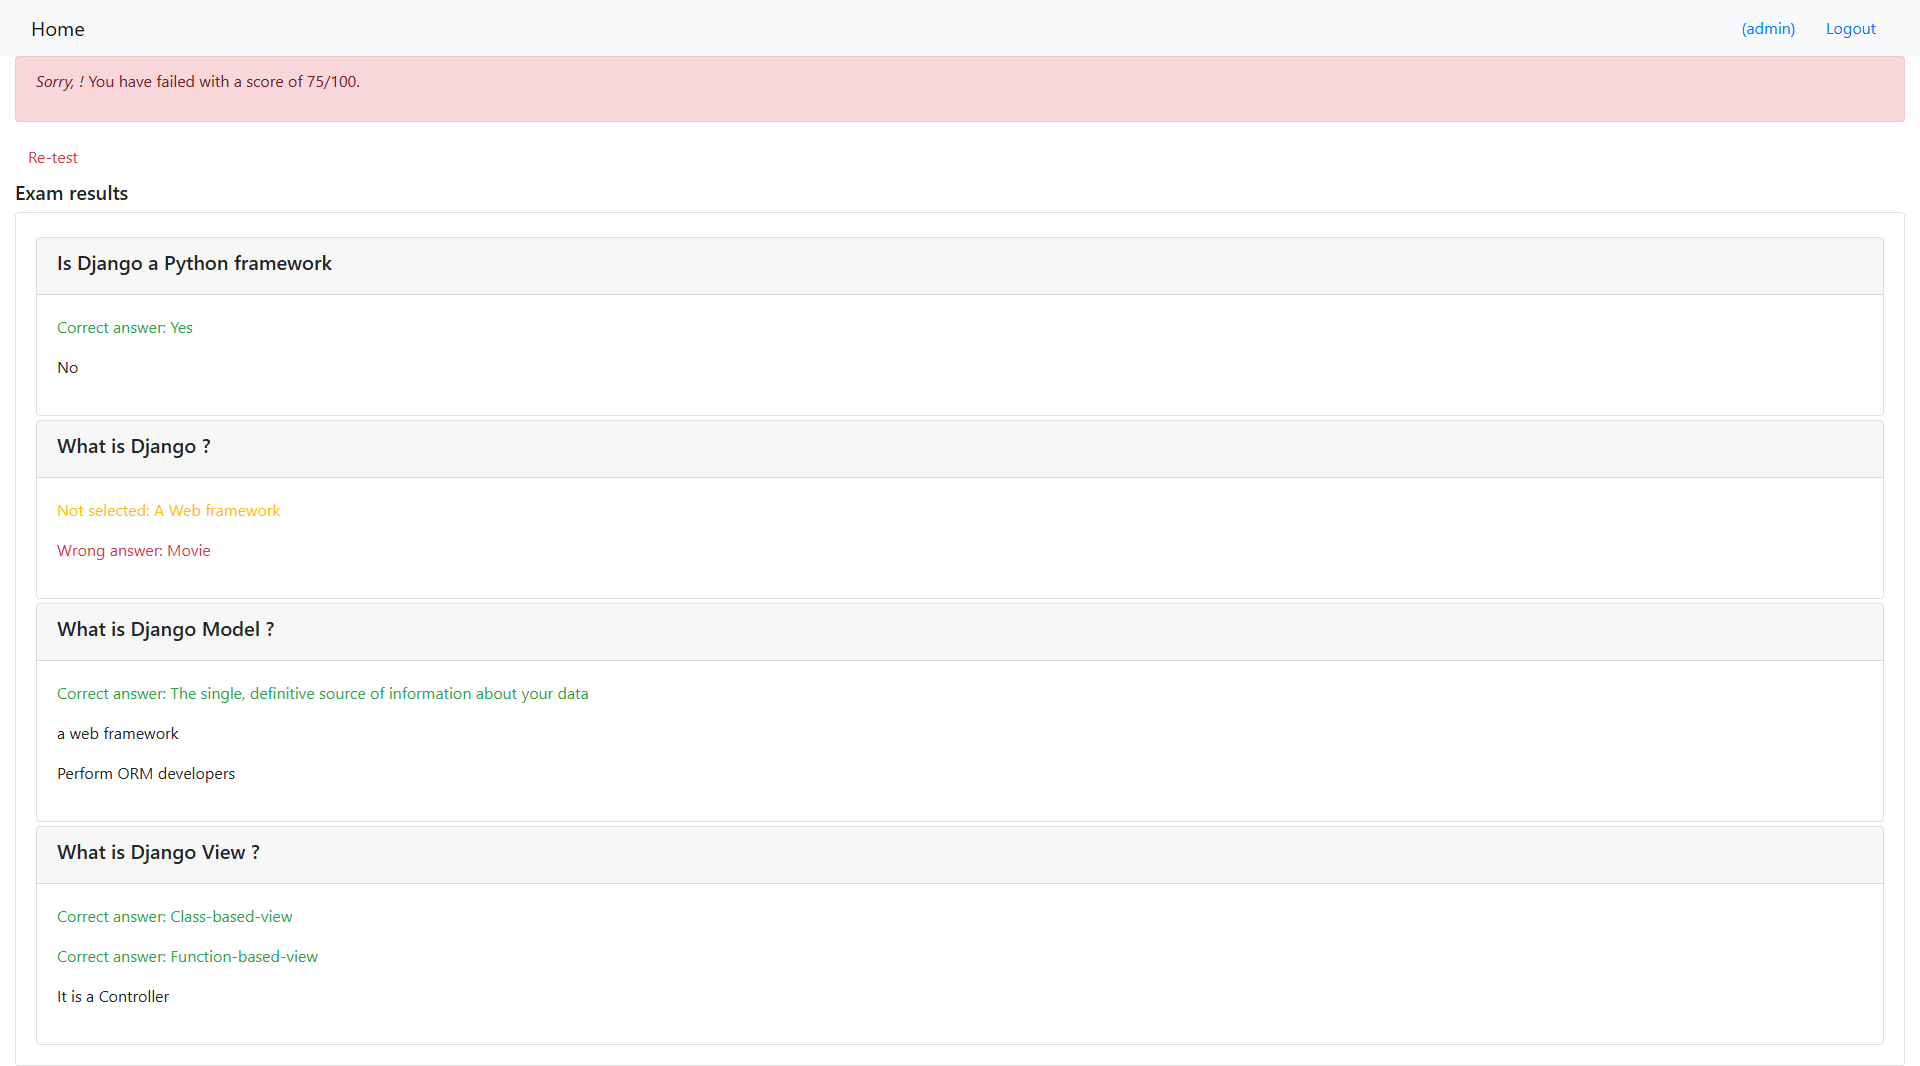 Home (admin) Logout
Sorry, ! You have failed with a score of 75/100.
Re-test
Exam results
Is Django a Python framework
Correct answer: Yes
No
What is Django ?
Not selected: A Web framework
Wrong answer: Movie
What is Django Model ?
Correct answer: The single, definitive source of information about your data
a web framework
Perform ORM developers
What is Django View ?
Correct answer: Class-based-view
Correct answer: Function-based-view
It is a Controller